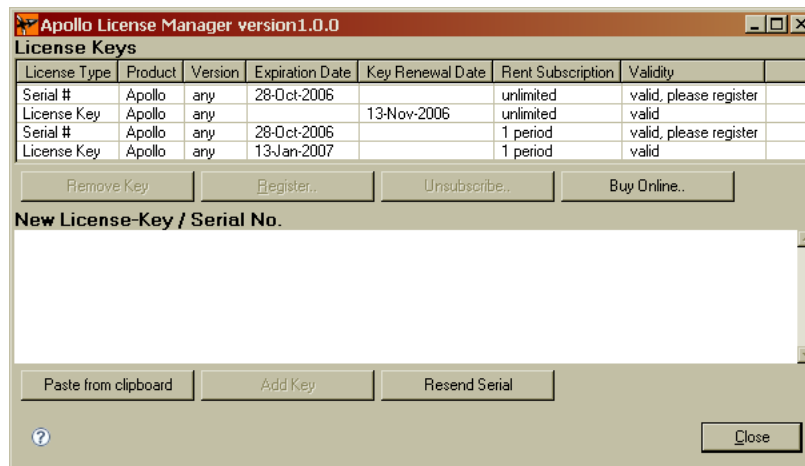 Apollo License Manager version1.0.0
License Keys
License Type Product Version Expiration Date Key Renewal Date Rent Subscription Validity
Serial # Apollo any 28-Oct-2006 unlimited valid, please register
License Key Apollo any 13-Nov-2006 unlimited valid
Serial # Apollo any 28-Oct-2006 1 period valid, please register
License Key Apollo any 13-Jan-2007 1 period valid
Remove Key Register.. Unsubscribe.. Buy Online..
New License-Key / Serial No.
Paste from clipboard Add Key Resend Serial
? Close